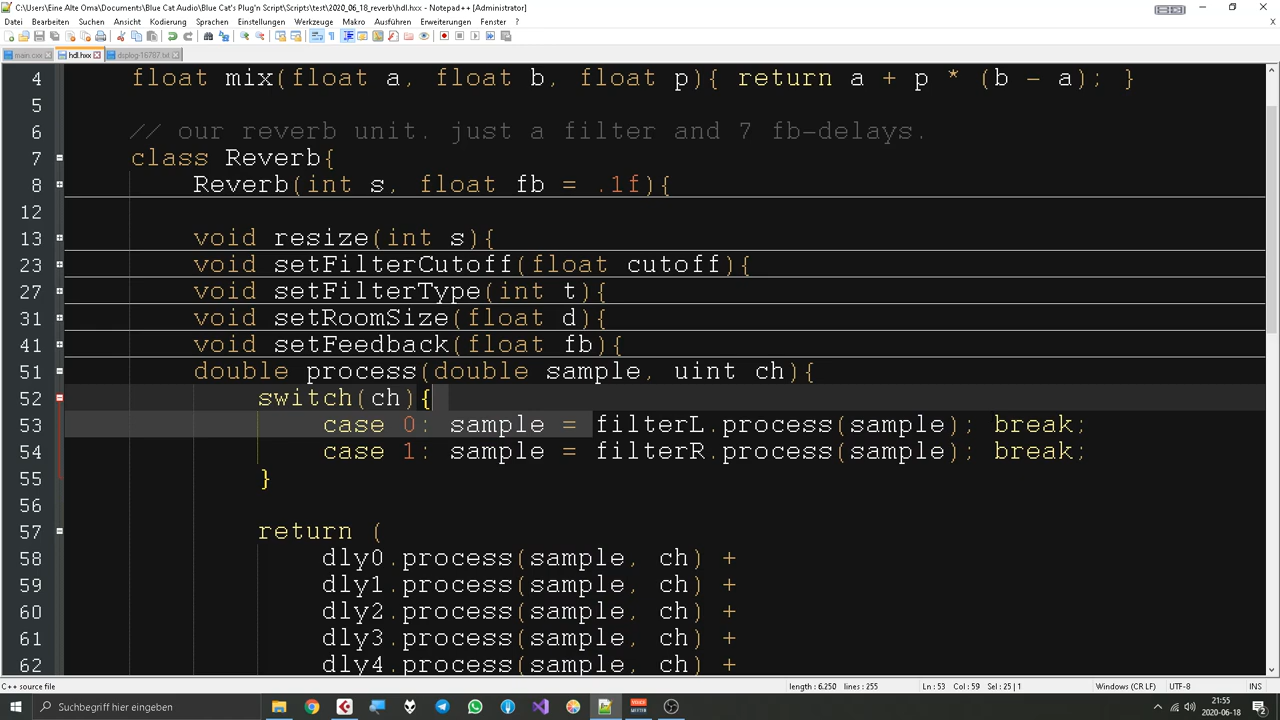 C:\Users\Eine Alte Oma\Documents\Blue Cat Audio\Blue Cat's Plug'n Script\Scripts\test\2020_06_18_reverb\hdl.hxx - Notepad++ [Administrator]
Datei Bearbeiten Suchen Ansicht Kodierung Sprachen Einstellungen Werkzeuge Makro Ausführen Erweiterungen Fenster ?
main.cxx hdl.hxx dsplog-16787.txt
4 float mix(float a, float b, float p){ return a + p * (b - a); }
5
6 // our reverb unit. just a filter and 7 fb-delays.
7 class Reverb{
8 Reverb(int s, float fb = .1f){
12
13 void resize(int s){
23 void setFilterCutoff(float cutoff){
27 void setFilterType(int t){
31 void setRoomSize(float d){
41 void setFeedback(float fb){
51 double process(double sample, uint ch){
52 switch(ch){
53 case 0: sample = filterL.process(sample); break;
54 case 1: sample = filterR.process(sample); break;
55 }
56
57 return (
58 dly0.process(sample, ch) +
59 dly1.process(sample, ch) +
60 dly2.process(sample, ch) +
61 dly3.process(sample, ch) +
62 dly4.process(sample, ch) +
C++ source file length: 6.250 lines: 255 Ln: 53 Col: 59 Sel: 25 | 1 Windows (CR LF) UTF-8 INS
Suchbegriff hier eingeben 21:55
2020-06-18